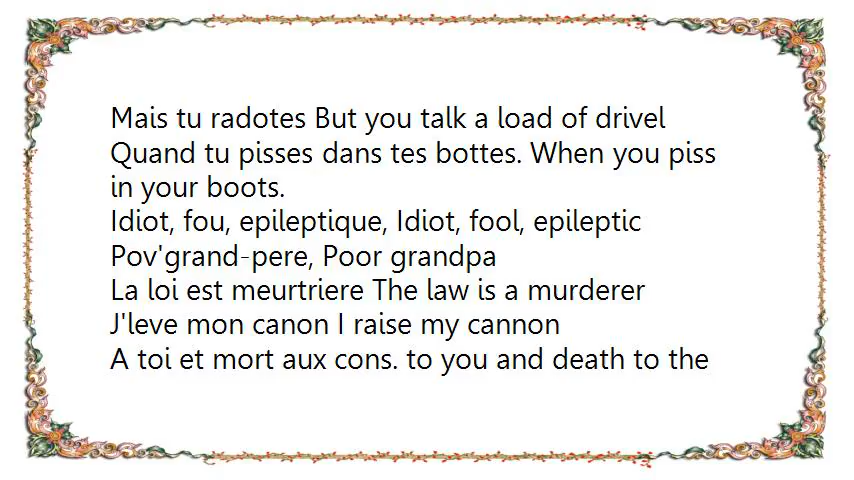 Mais tu radotes But you talk a load of drivel
Quand tu pisses dans tes bottes. When you piss
in your boots.
Idiot, fou, epileptique, Idiot, fool, epileptic
Pov'grand-pere, Poor grandpa
La loi est meurtriere The law is a murderer
J'leve mon canon I raise my cannon
A toi et mort aux cons. to you and death to the